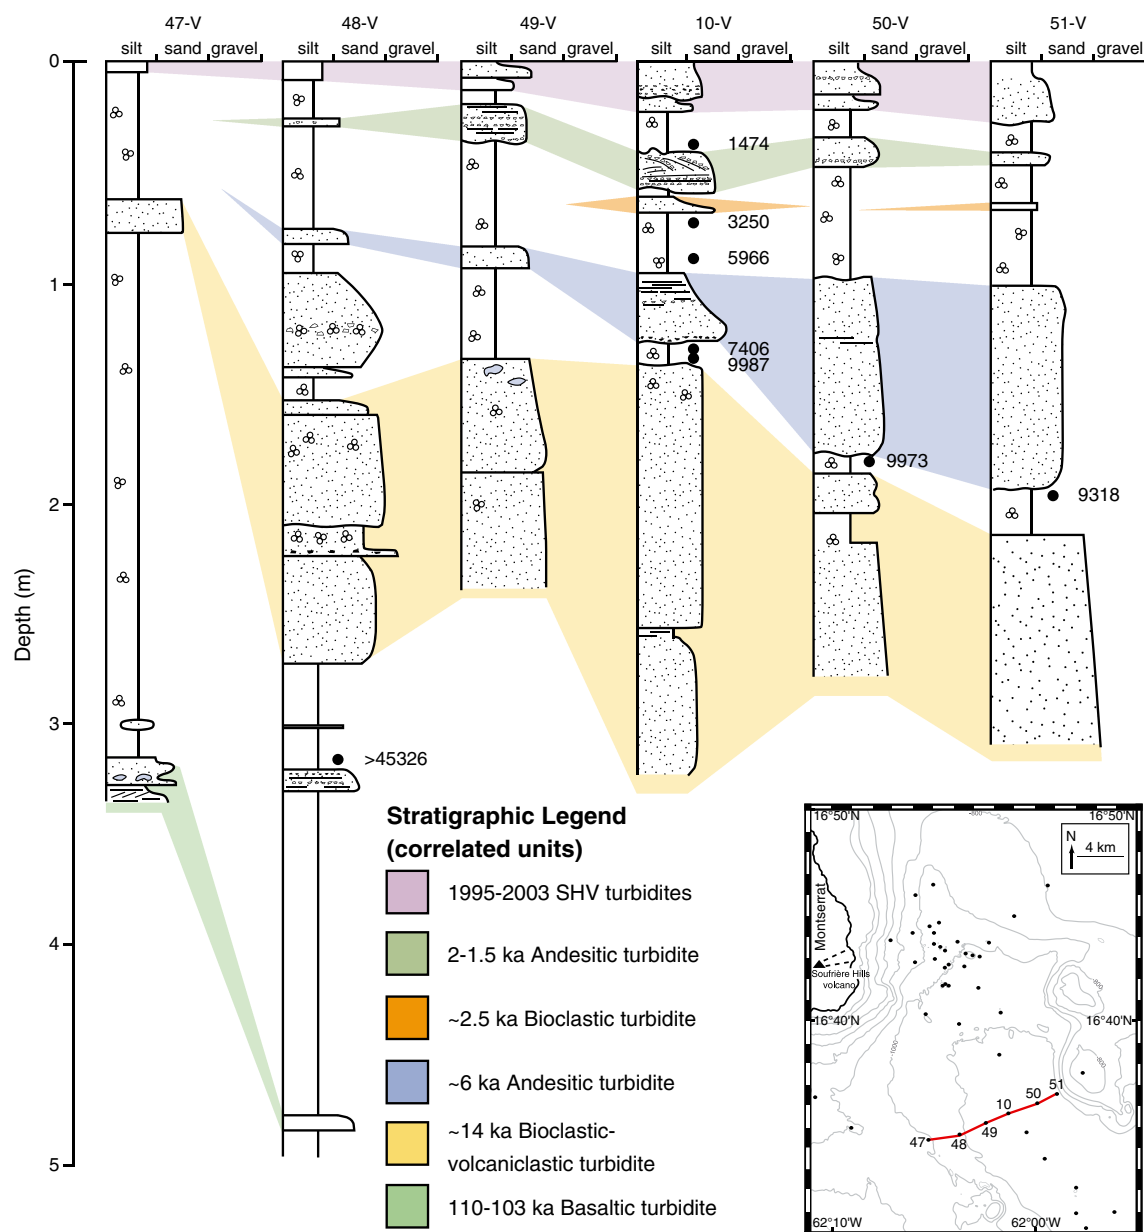 47-V 48-V 49-V 10-V 50-V 51-V
silt sand gravel silt sand gravel silt sand gravel silt sand gravel silt sand gravel silt sand gravel
0
1
2
3
4
5
Depth (m)
1474
3250
5966
7406
9987
9973
9318
>45326
Stratigraphic Legend
(correlated units)
1995-2003 SHV turbidites
2-1.5 ka Andesitic turbidite
~2.5 ka Bioclastic turbidite
~6 ka Andesitic turbidite
~14 ka Bioclastic-
volcaniclastic turbidite
110-103 ka Basaltic turbidite
16°50'N 16°50'N
-800
N
4 km
Montserrat
Soufrière Hills
volcano
-800
16°40'N 16°40'N
-1000
-800
51
50
10
49
48
47
62°10'W 62°00'W